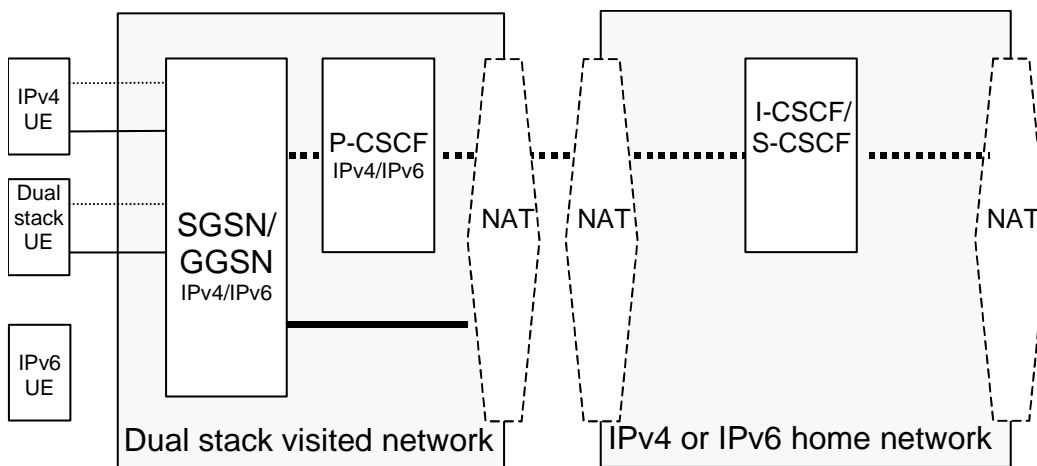 IPv4
UE
Dual
stack
UE
IPv6
UE
SGSN/
GGSN
IPv4/IPv6
P-CSCF
IPv4/IPv6
NAT
Dual stack visited network
NAT
I-CSCF/
S-CSCF
NAT
IPv4 or IPv6 home network